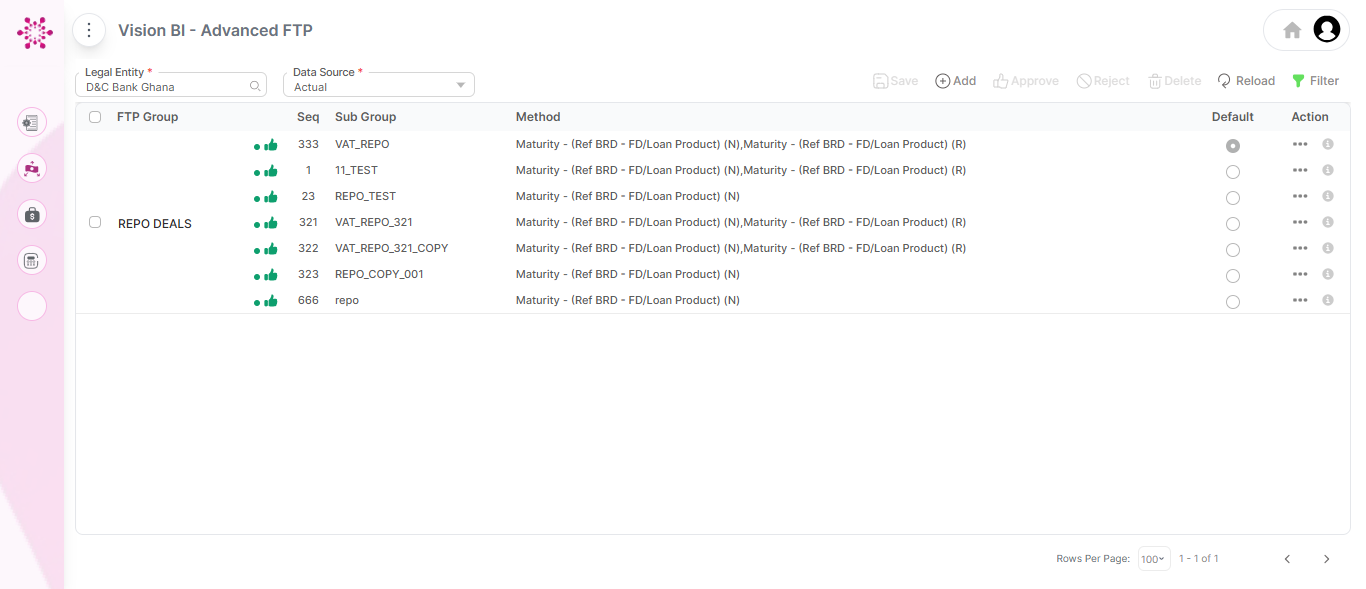 Vision BI - Advanced FTP
Legal Entity *
D&C Bank Ghana
Data Source *
Actual
Save Add Approve Reject Delete Reload Filter
FTP Group Seq Sub Group Method Default Action
333 VAT_REPO Maturity - (Ref BRD - FD/Loan Product) (N),Maturity - (Ref BRD - FD/Loan Product) (R)
1 11_TEST Maturity - (Ref BRD - FD/Loan Product) (N),Maturity - (Ref BRD - FD/Loan Product) (R)
23 REPO_TEST Maturity - (Ref BRD - FD/Loan Product) (N)
REPO DEALS 321 VAT_REPO_321 Maturity - (Ref BRD - FD/Loan Product) (N),Maturity - (Ref BRD - FD/Loan Product) (R)
322 VAT_REPO_321_COPY Maturity - (Ref BRD - FD/Loan Product) (N),Maturity - (Ref BRD - FD/Loan Product) (R)
323 REPO_COPY_001 Maturity - (Ref BRD - FD/Loan Product) (N)
666 repo Maturity - (Ref BRD - FD/Loan Product) (N)
Rows Per Page: 100 1 - 1 of 1